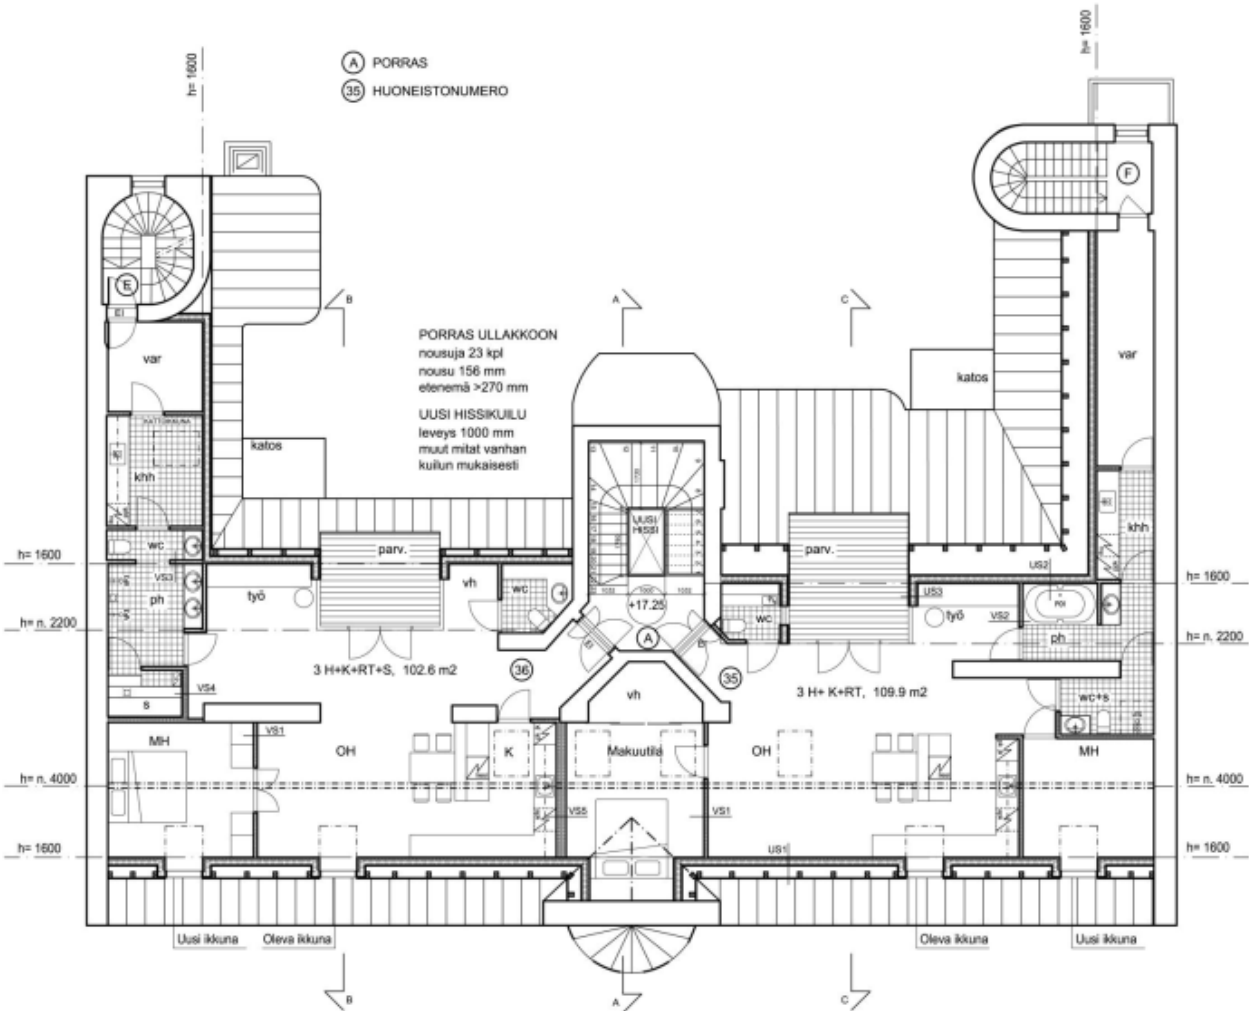 h= 1600
h= 1600
A PORRAS
35 HUONEISTONUMERO
F
E
EI
B
A
C
PORRAS ULLAKKOON
nousuja 23 kpl
nousu 156 mm
etenemä >270 mm
UUSI HISSIKUILU
leveys 1000 mm
muut mitat vanhan
kuilun mukaisesti
var
var
katos
katos
KATTOIKKUNA
khh
khh
UUSI
HISSI
h= 1600
wc
parv.
parv.
VS3
vh
US2
h= 1600
ph
työ
wc
+17.25
wc
US3
työ
VS2
h= n. 2200
A
ph
h= n. 2200
3 H+K+RT+S, 102.6 m2
36
35
3 H+ K+RT, 109.9 m2
VS4
s
vh
wc+s
MH
VS1
OH
K
Makuutila
OH
MH
h= n. 4000
h= n. 4000
VS5
VS1
h= 1600
US1
h= 1600
Uusi ikkuna
Oleva ikkuna
Oleva ikkuna
Uusi ikkuna
B
A
C